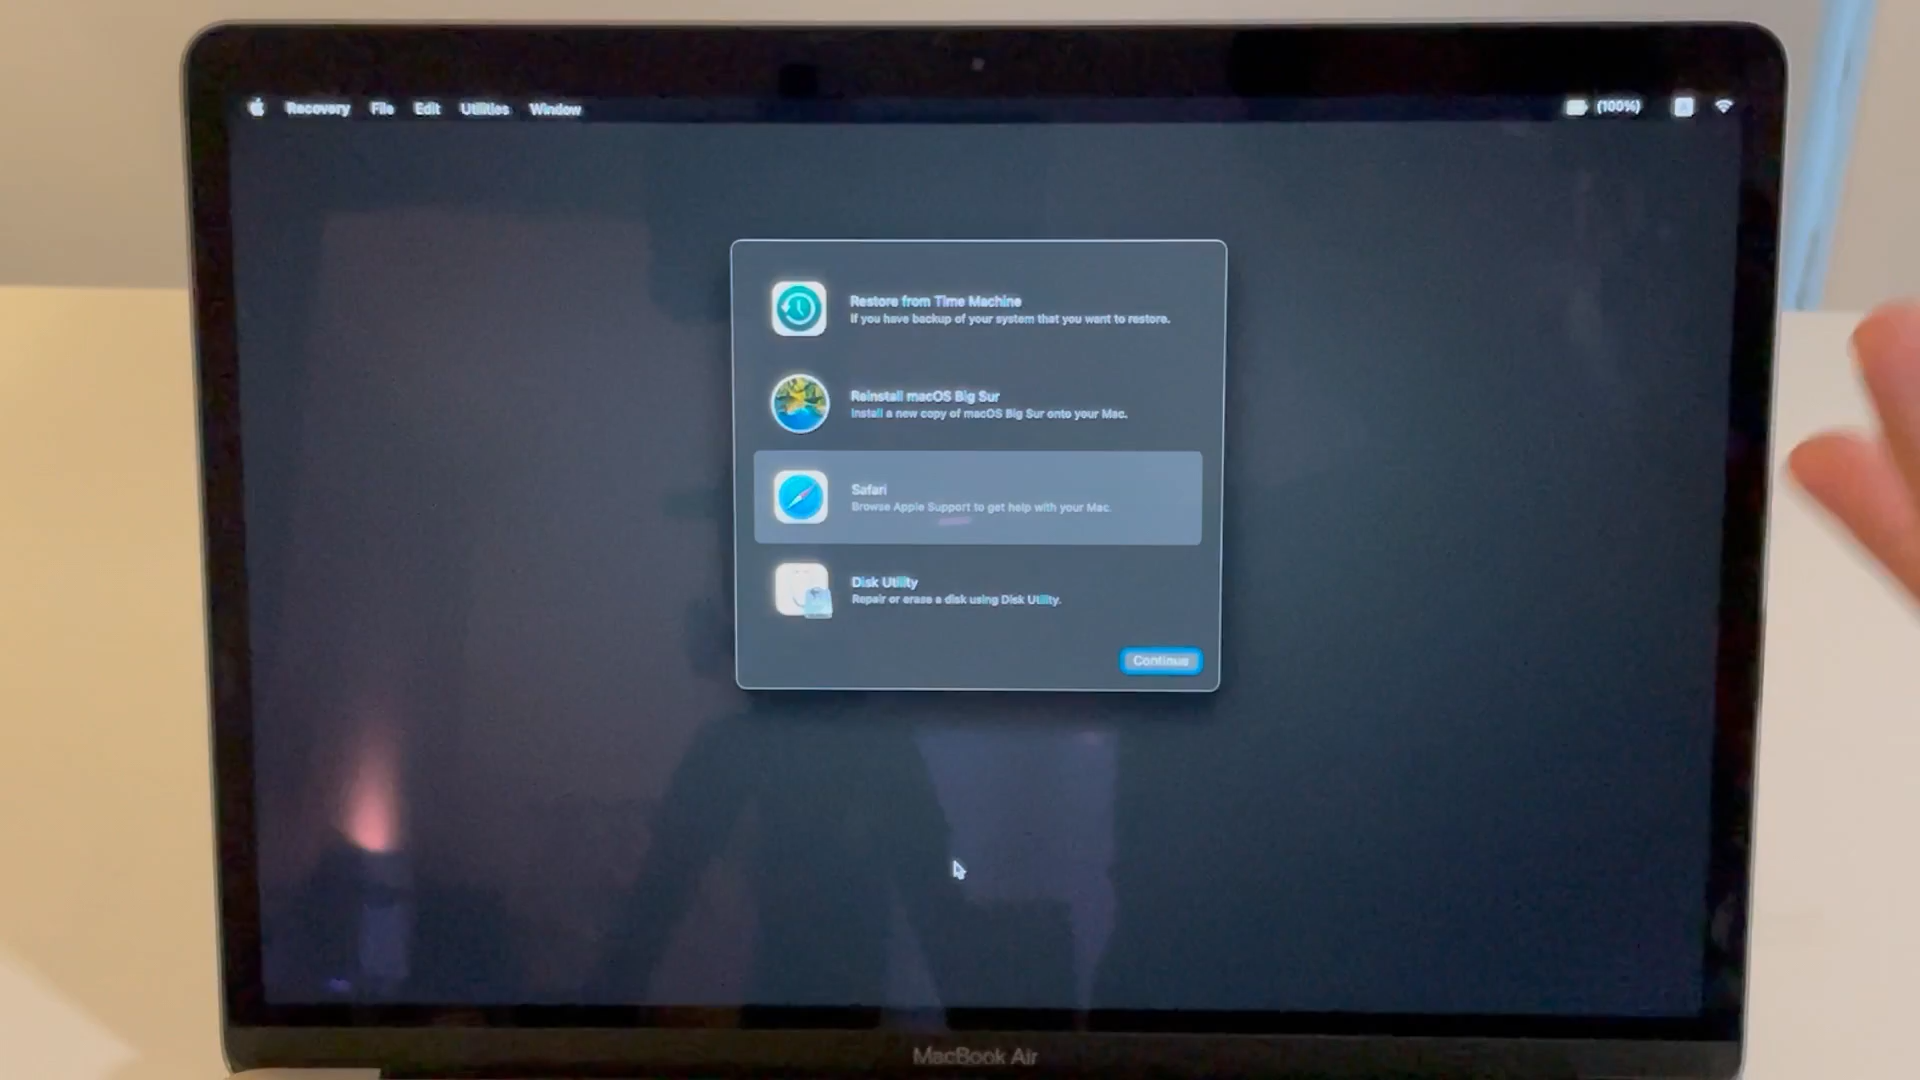 Recovery File Edit Utilities Window (100%)
Restore from Time Machine
If you have backup of your system that you want to restore.
Reinstall macOS Big Sur
Install a new copy of macOS Big Sur onto your Mac.
Safari
Browse Apple Support to get help with your Mac.
Disk Utility
Repair or erase a disk using Disk Utility.
Continue
MacBook Air